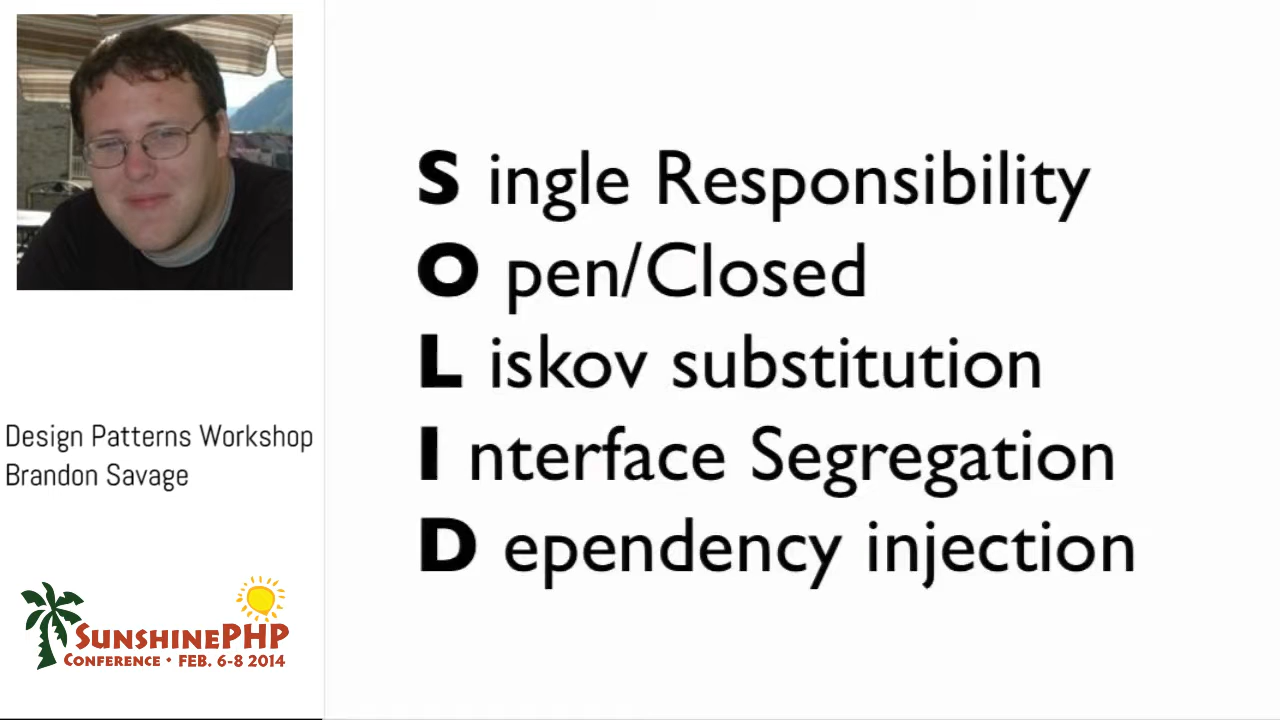 S ingle Responsibility
O pen/Closed
L iskov substitution
I nterface Segregation
D ependency injection
Design Patterns Workshop
Brandon Savage
SUNSHINEPHP
CONFERENCE • FEB. 6-8 2014